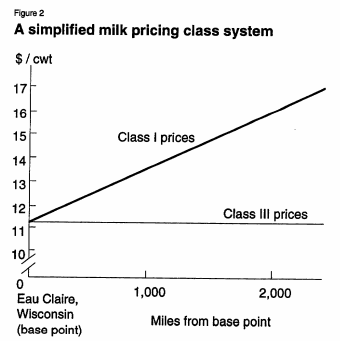 Figure 2
A simplified milk pricing class system
$ / cwt
17
16
15
Class I prices
14
13
12
Class III prices
11
10
0
1,000
2,000
Eau Claire,
Wisconsin
(base point)
Miles from base point